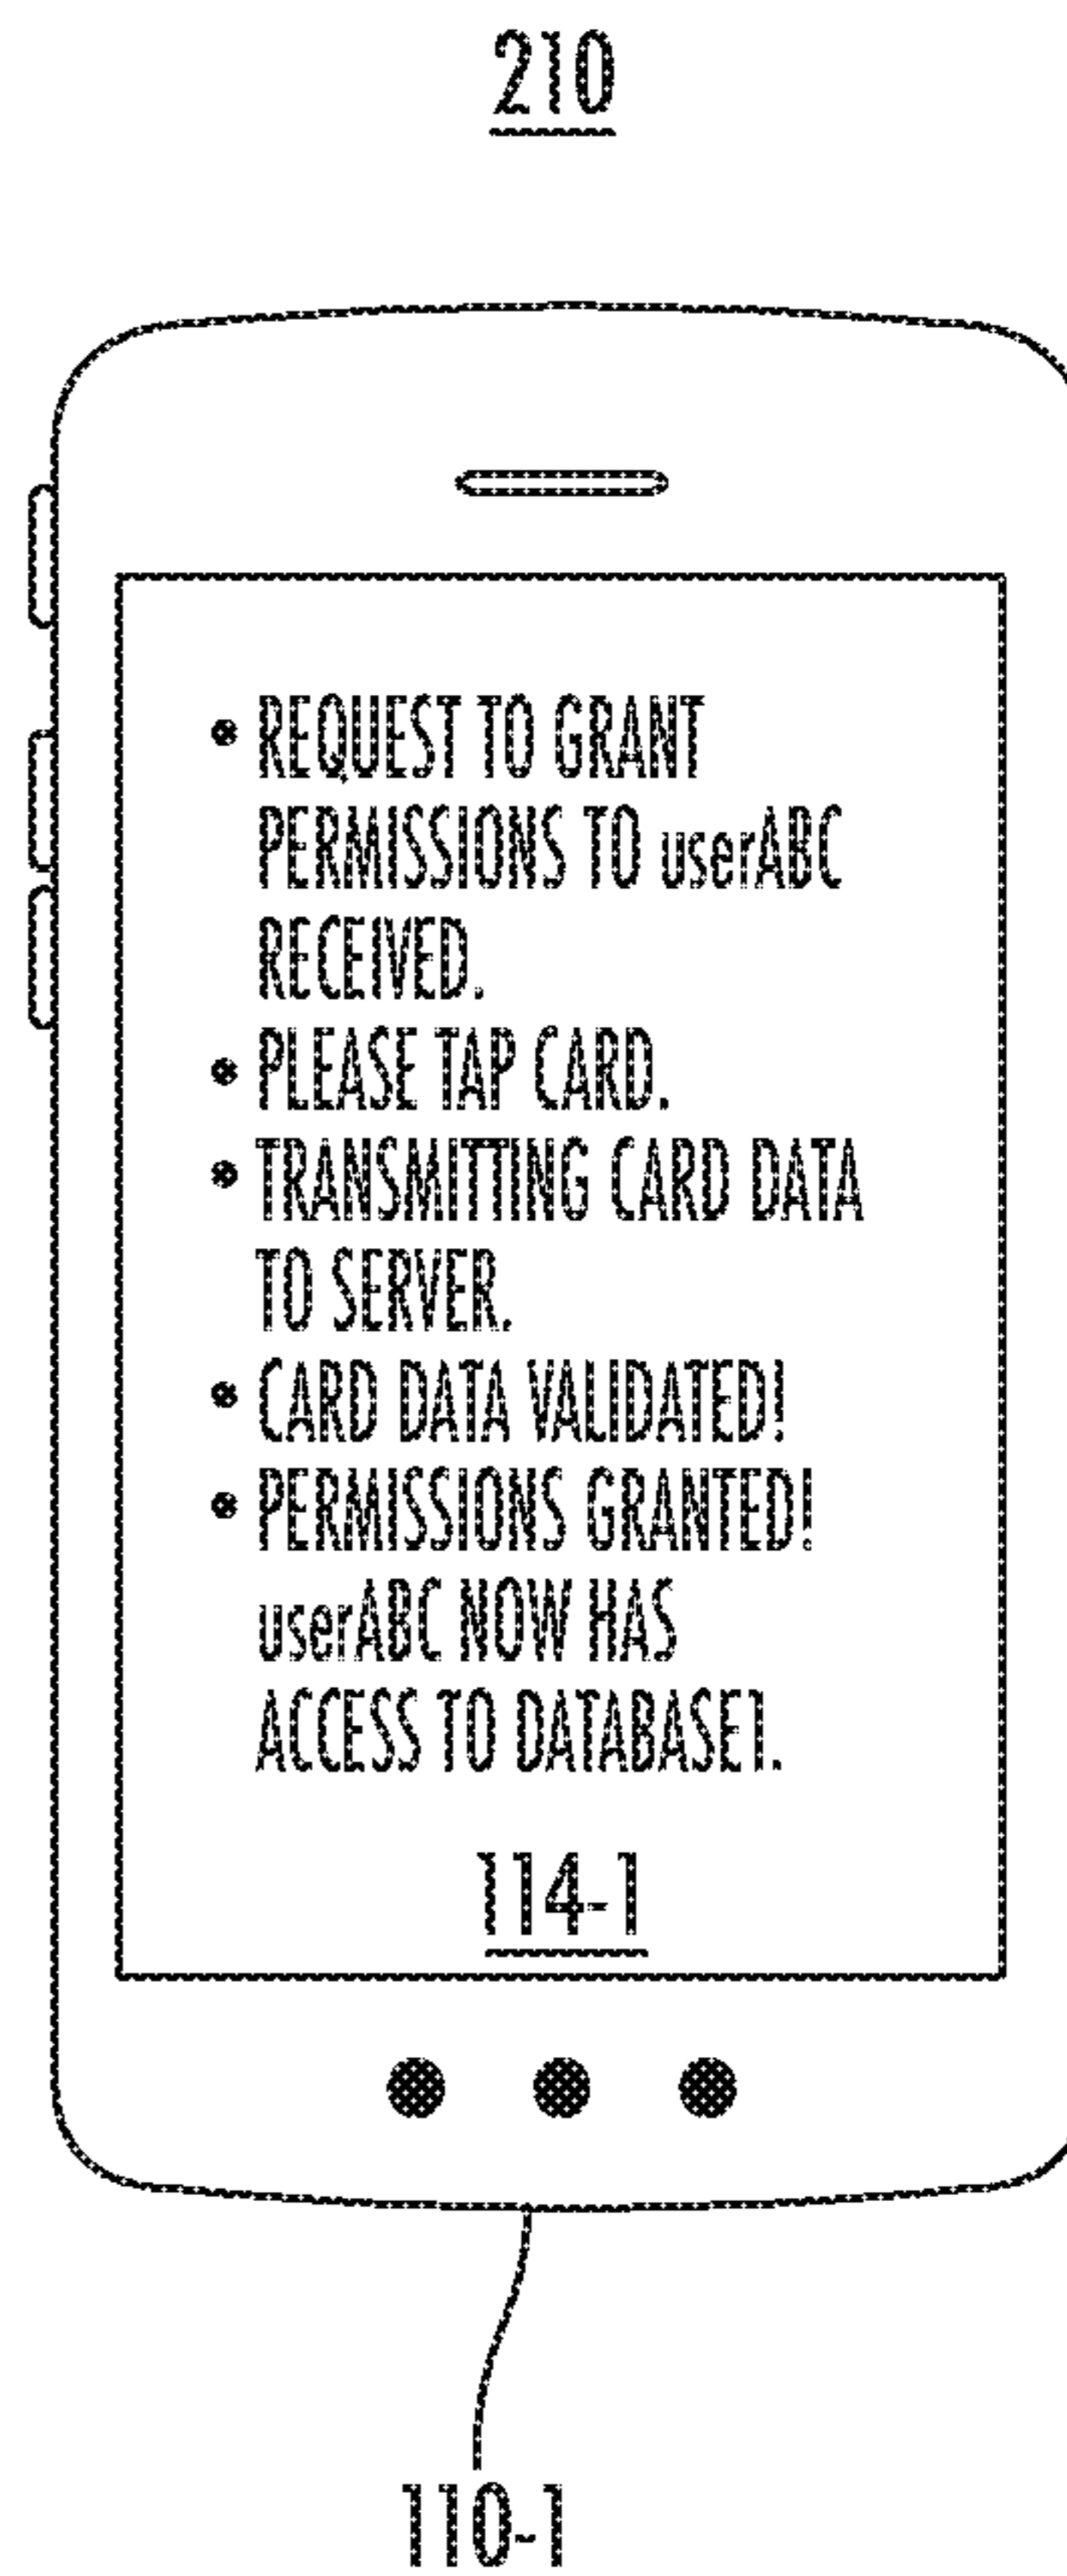 210
• REQUEST TO GRANT
PERMISSIONS TO userABC
RECEIVED.
• PLEASE TAP CARD.
• TRANSMITTING CARD DATA
TO SERVER.
• CARD DATA VALIDATED!
• PERMISSIONS GRANTED!
userABC NOW HAS
ACCESS TO DATABASE1.
114-1
110-1